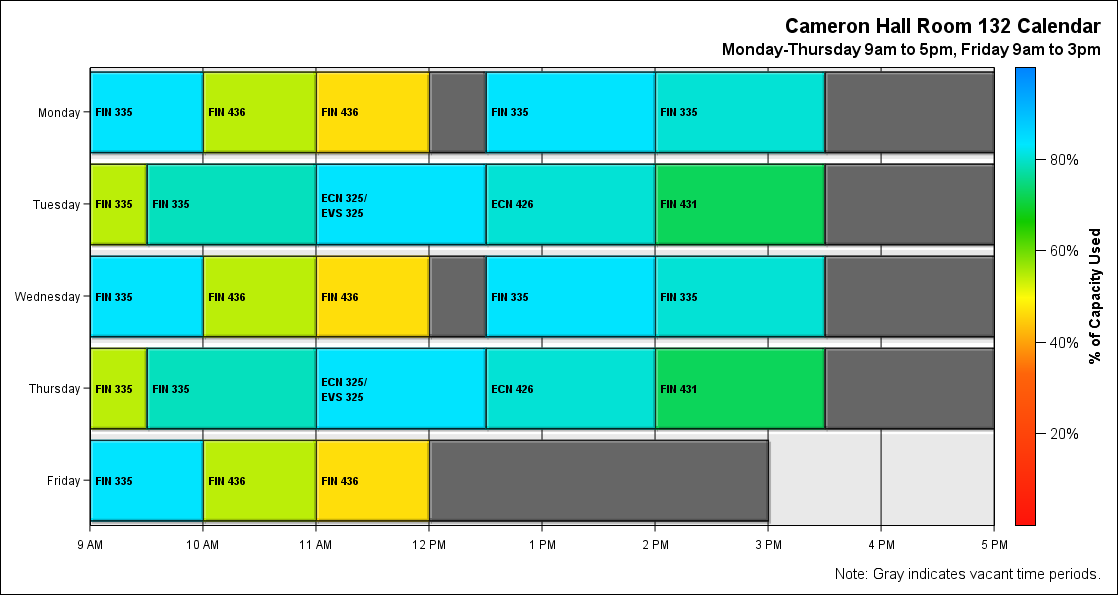 Cameron Hall Room 132 Calendar
Monday-Thursday 9am to 5pm, Friday 9am to 3pm
Monday
FIN 335
FIN 436
FIN 436
FIN 335
FIN 335
Tuesday
FIN 335
FIN 335
ECN 325/
EVS 325
ECN 426
FIN 431
Wednesday
FIN 335
FIN 436
FIN 436
FIN 335
FIN 335
Thursday
FIN 335
FIN 335
ECN 325/
EVS 325
ECN 426
FIN 431
Friday
FIN 335
FIN 436
FIN 436
9 AM
10 AM
11 AM
12 PM
1 PM
2 PM
3 PM
4 PM
5 PM
80%
60%
40%
20%
% of Capacity Used
Note: Gray indicates vacant time periods.